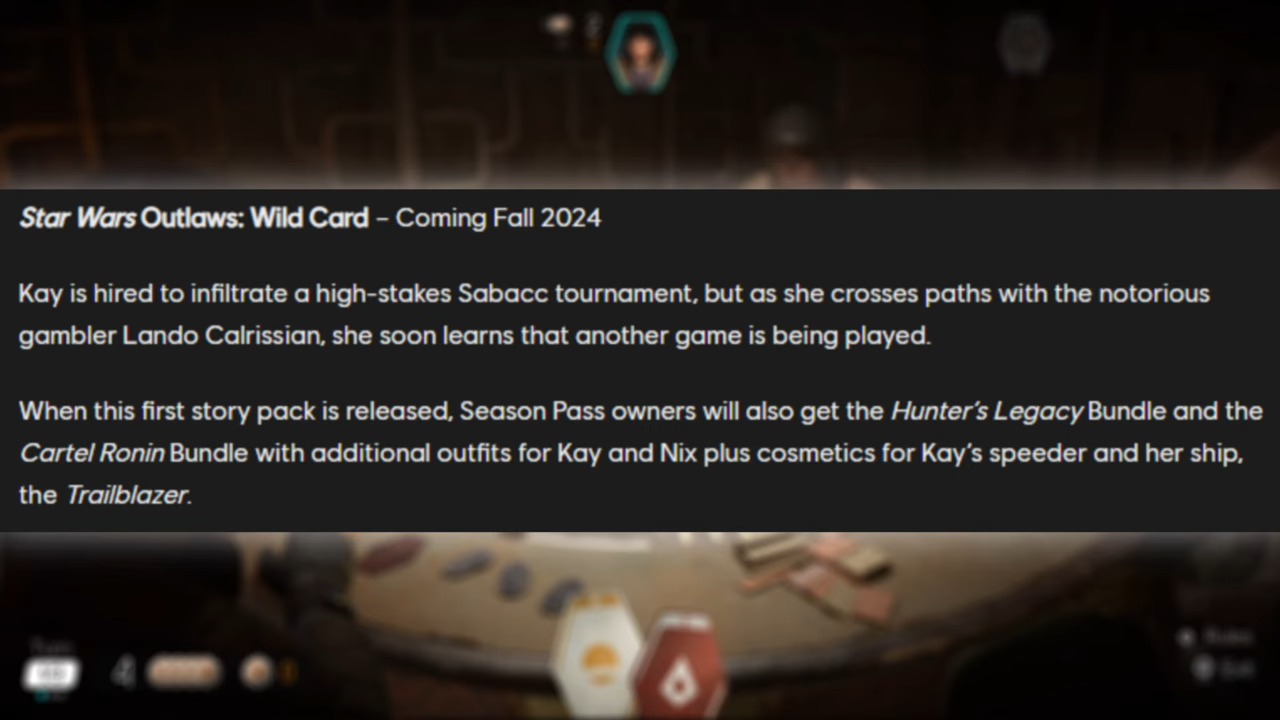 Star Wars Outlaws: Wild Card – Coming Fall 2024
Kay is hired to infiltrate a high-stakes Sabacc tournament, but as she crosses paths with the notorious
gambler Lando Calrissian, she soon learns that another game is being played.
When this first story pack is released, Season Pass owners will also get the Hunter’s Legacy Bundle and the
Cartel Ronin Bundle with additional outfits for Kay and Nix plus cosmetics for Kay’s speeder and her ship,
the Trailblazer.